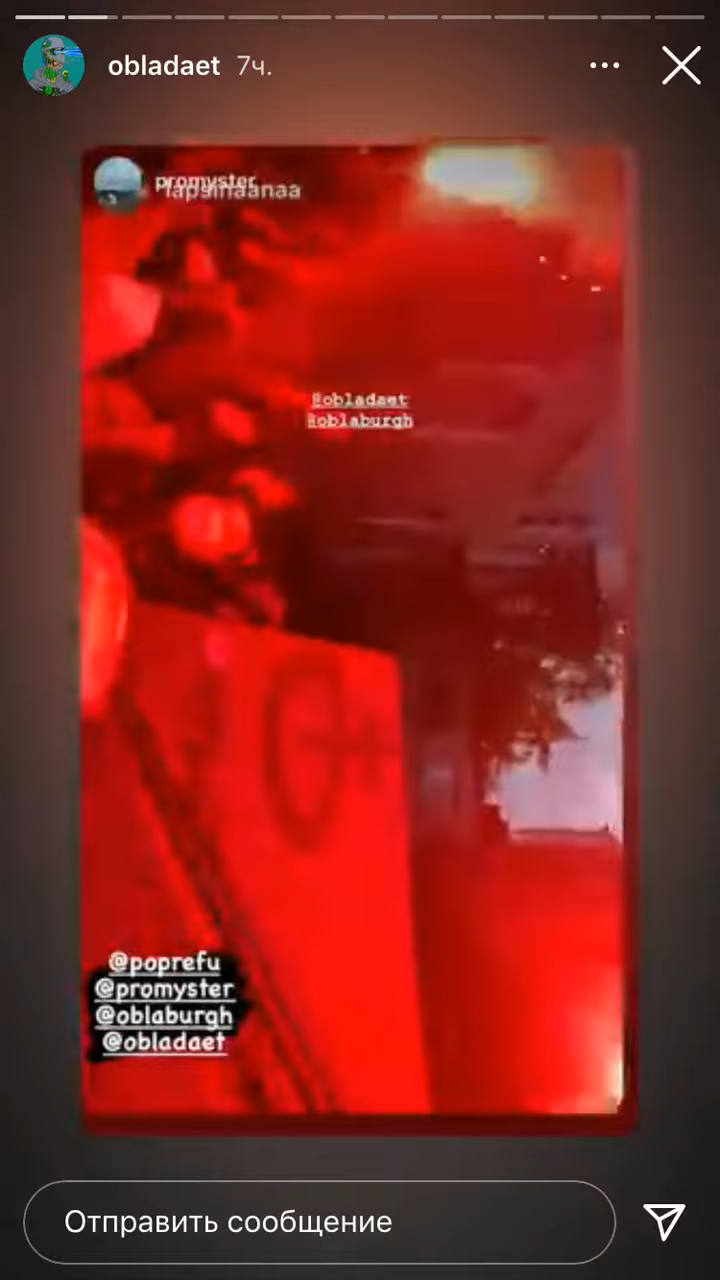 obladaet 7ч.
promyster
@obladaet
@oblaburgh
@poprefu
@promyster
@oblaburgh
@obladaet
Отправить сообщение